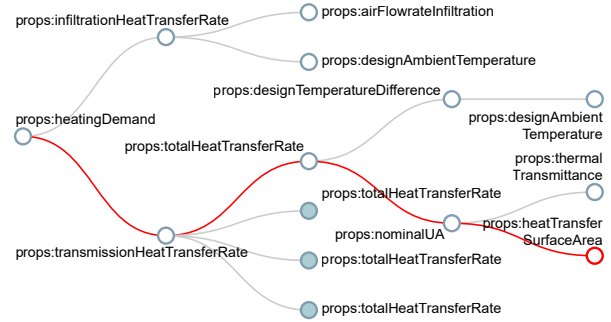 props:infiltrationHeatTransferRate
props:airFlowrateInfiltration
props:designAmbientTemperature
props:designTemperatureDifference
props:heatingDemand
props:designAmbient
Temperature
props:totalHeatTransferRate
props:thermal
Transmittance
props:totalHeatTransferRate
props:heatTransfer
SurfaceArea
props:nominalUA
props:transmissionHeatTransferRate
props:totalHeatTransferRate
props:totalHeatTransferRate